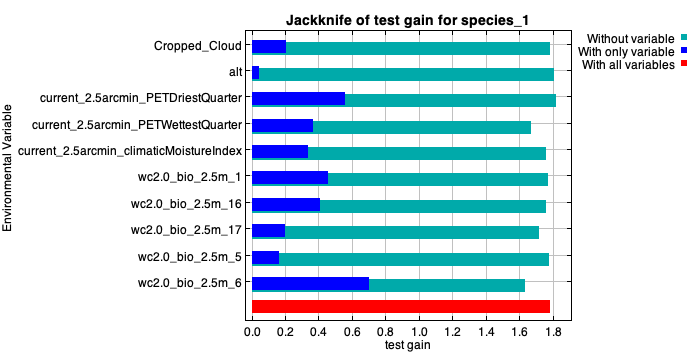 Jackknife of test gain for species_1
Without variable
With only variable
With all variables
Environmental Variable
Cropped_Cloud
alt
current_2.5arcmin_PETDriestQuarter
current_2.5arcmin_PETWettestQuarter
current_2.5arcmin_climaticMoistureIndex
wc2.0_bio_2.5m_1
wc2.0_bio_2.5m_16
wc2.0_bio_2.5m_17
wc2.0_bio_2.5m_5
wc2.0_bio_2.5m_6
0.0 0.2 0.4 0.6 0.8 1.0 1.2 1.4 1.6 1.8
test gain